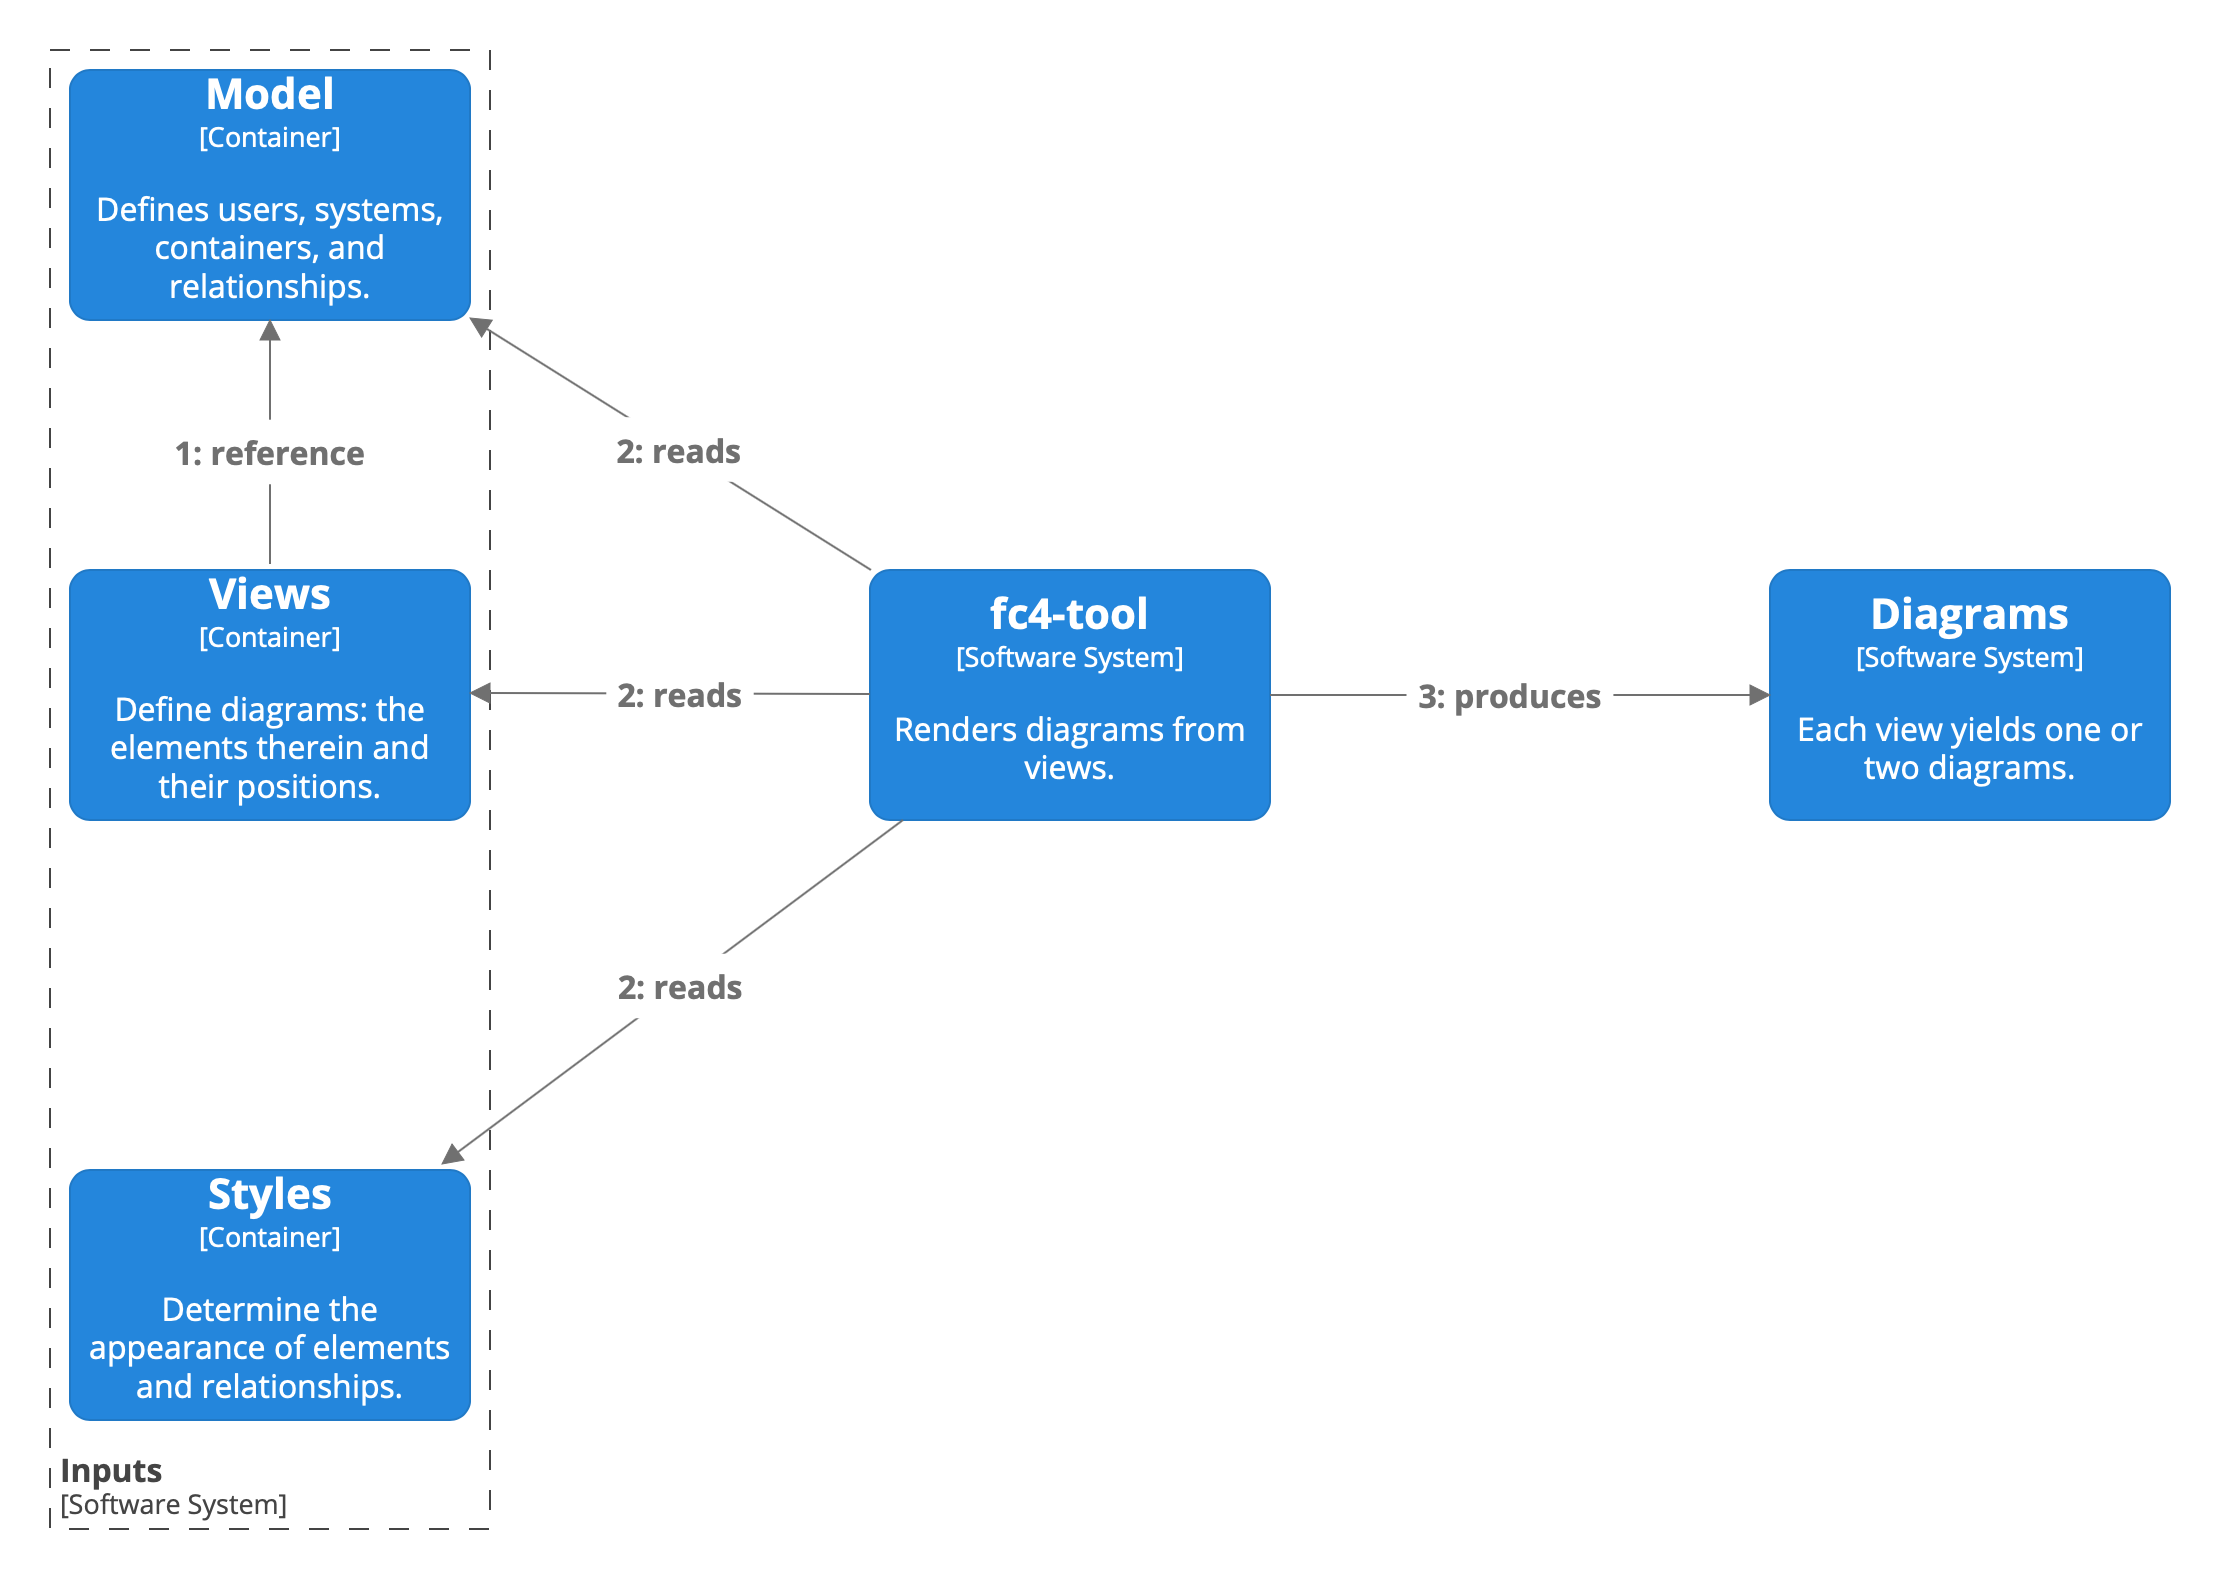 Model
[Container]
Defines users, systems,
containers, and
relationships.
1: reference
2: reads
Views
[Container]
Define diagrams: the
elements therein and
their positions.
2: reads
fc4-tool
[Software System]
Renders diagrams from
views.
3: produces
Diagrams
[Software System]
Each view yields one or
two diagrams.
2: reads
Styles
[Container]
Determine the
appearance of elements
and relationships.
Inputs
[Software System]